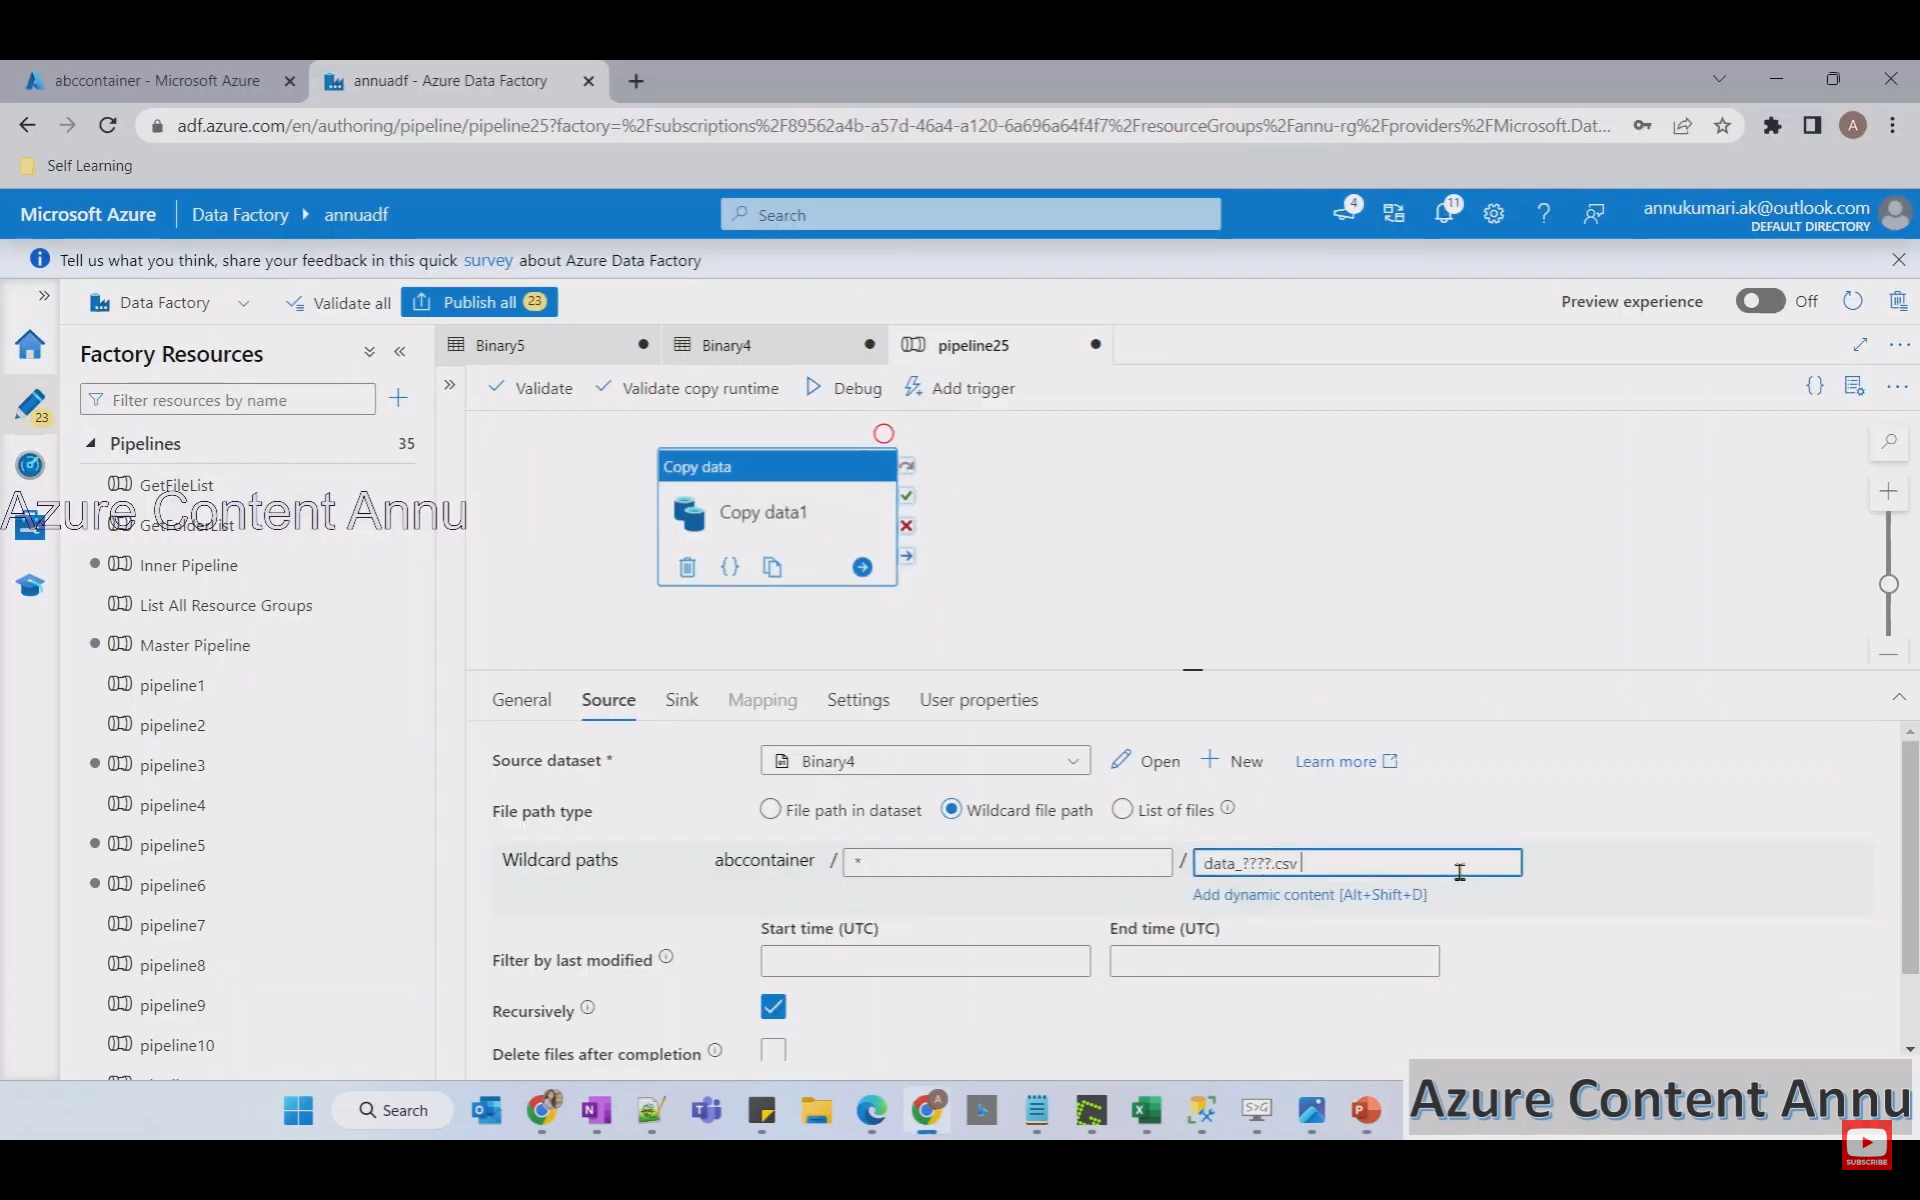 abccontainer - Microsoft Azure
annuadf - Azure Data Factory
adf.azure.com/en/authoring/pipeline/pipeline25?factory=%2Fsubscriptions%2F89562a4b-a57d-46a4-a120-6a696a64f4f7%2FresourceGroups%2Fannu-rg%2Fproviders%2FMicrosoft.Dat...
A
Self Learning
Microsoft Azure
Data Factory
annuadf
Search
4
11
annukumari.ak@outlook.com
DEFAULT DIRECTORY
Tell us what you think, share your feedback in this quick survey about Azure Data Factory
Data Factory
Validate all
Publish all 23
Preview experience
Off
Factory Resources
Binary5
Binary4
pipeline25
Filter resources by name
Validate
Validate copy runtime
Debug
Add trigger
23
Pipelines 35
Copy data
Copy data1
GetFileList
Azure Content Annu
GetFolderList
Inner Pipeline
List All Resource Groups
Master Pipeline
pipeline1
pipeline2
pipeline3
pipeline4
pipeline5
pipeline6
pipeline7
pipeline8
pipeline9
pipeline10
General
Source
Sink
Mapping
Settings
User properties
Source dataset *
Binary4
Open
New
Learn more
File path type
File path in dataset
Wildcard file path
List of files
Wildcard paths
abccontainer / * / data_????.csv
Add dynamic content [Alt+Shift+D]
Start time (UTC)
End time (UTC)
Filter by last modified
Recursively
Delete files after completion
Search
Azure Content Annu
SUBSCRIBE